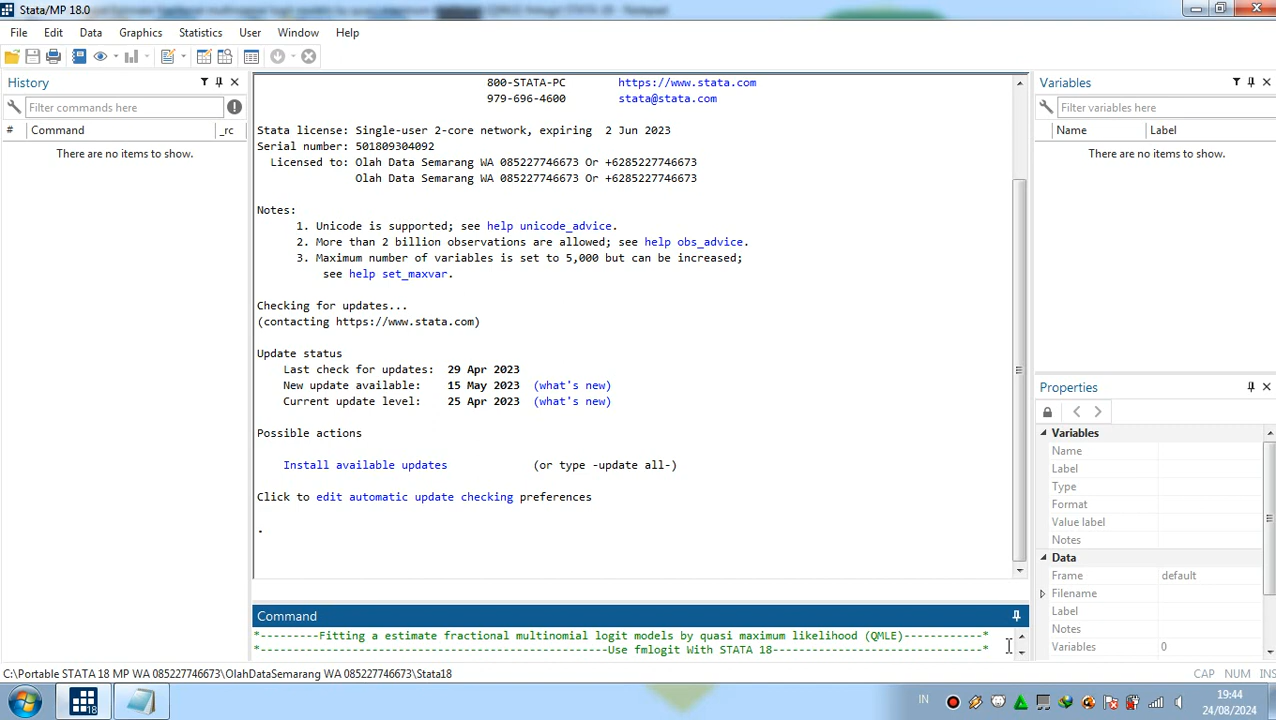 Stata/MP 18.0
File Edit Data Graphics Statistics User Window Help
History
Filter commands here
# Command _rc
There are no items to show.
800-STATA-PC https://www.stata.com
979-696-4600 stata@stata.com
Stata license: Single-user 2-core network, expiring 2 Jun 2023
Serial number: 501809304092
Licensed to: Olah Data Semarang WA 085227746673 Or +6285227746673
Olah Data Semarang WA 085227746673 Or +6285227746673
Notes:
1. Unicode is supported; see help unicode_advice.
2. More than 2 billion observations are allowed; see help obs_advice.
3. Maximum number of variables is set to 5,000 but can be increased;
see help set_maxvar.
Checking for updates...
(contacting https://www.stata.com)
Update status
Last check for updates: 29 Apr 2023
New update available: 15 May 2023 (what's new)
Current update level: 25 Apr 2023 (what's new)
Possible actions
Install available updates (or type -update all-)
Click to edit automatic update checking preferences
.
Command
*---------Fitting a estimate fractional multinomial logit models by quasi maximum likelihood (QMLE)------------*
*-----------------------------------------------------Use fmlogit With STATA 18--------------------------------*
Variables
Filter variables here
Name Label
There are no items to show.
Properties
Variables
Name
Label
Type
Format
Value label
Notes
Data
Frame default
Filename
Label
Notes
Variables 0
C:\Portable STATA 18 MP WA 085227746673\OlahDataSemarang WA 085227746673\Stata18
CAP NUM INS
18
IN
19:44
24/08/2024